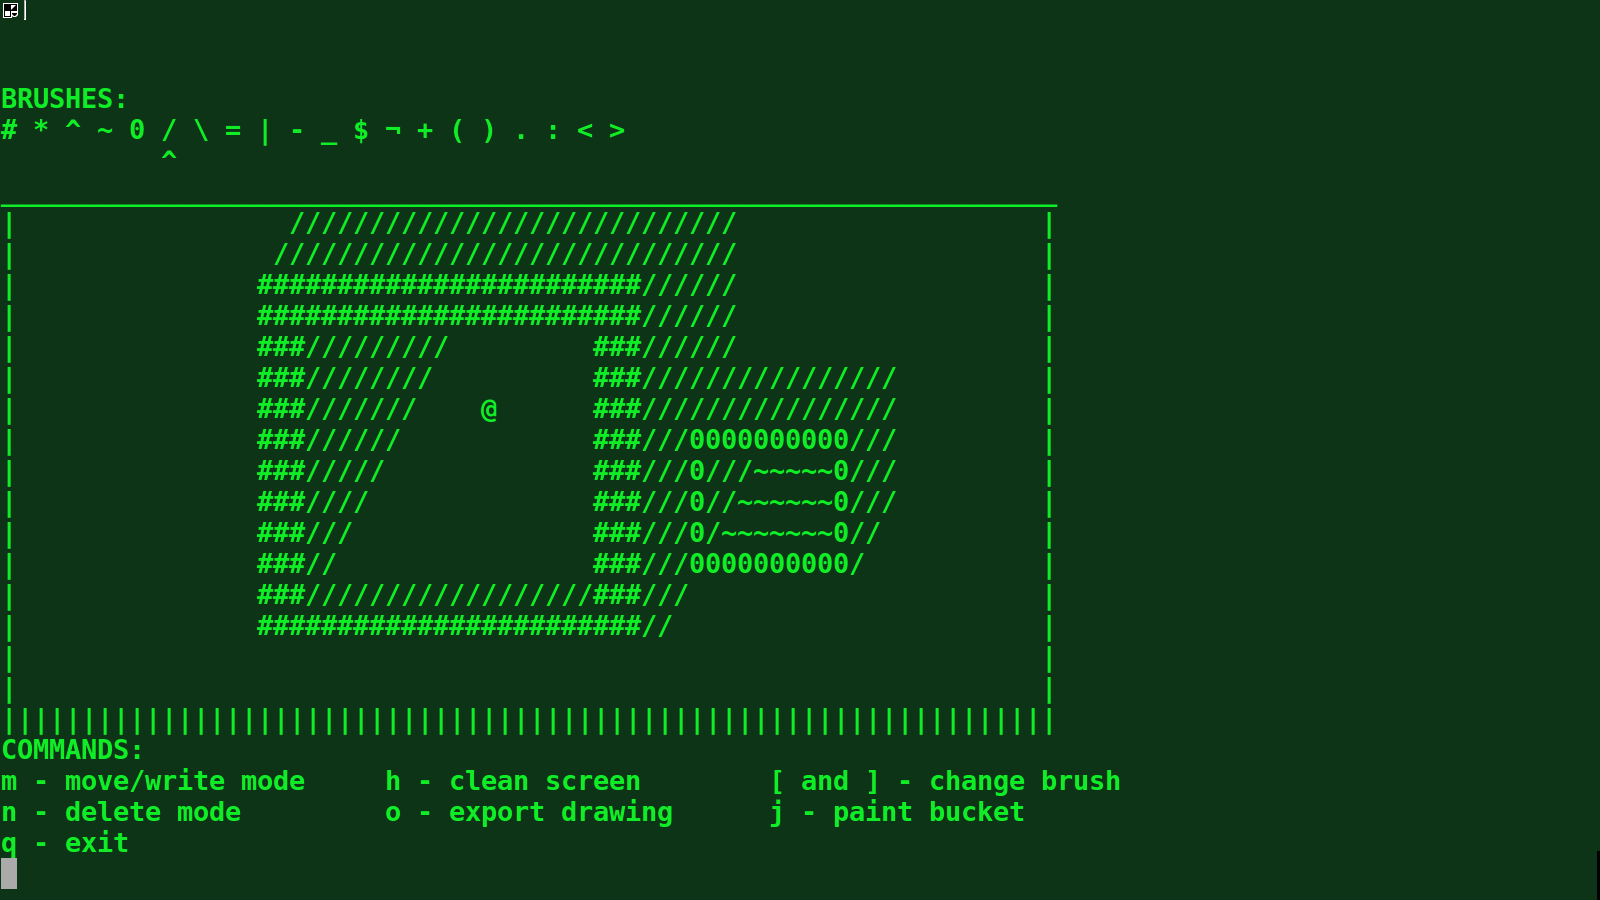 BRUSHES:
# * ^ ~ 0 / \ = | - _ $ ¬ + ( ) . : < >
          ^
__________________________________________________________________
|                 ////////////////////////////                   |
|                /////////////////////////////                   |
|               ########################//////                   |
|               ########################//////                   |
|               ###/////////         ###//////                   |
|               ###////////          ###////////////////         |
|               ###///////    @      ###////////////////         |
|               ###//////            ###///0000000000///         |
|               ###/////             ###///0///~~~~~0///         |
|               ###////              ###///0//~~~~~~0///         |
|               ###///               ###///0/~~~~~~~0//          |
|               ###//                ###///0000000000/           |
|               ###//////////////////###///                      |
|               ########################//                       |
|                                                                |
|                                                                |
||||||||||||||||||||||||||||||||||||||||||||||||||||||||||||||||||
COMMANDS:
m - move/write mode     h - clean screen        [ and ] - change brush
n - delete mode         o - export drawing      j - paint bucket
q - exit